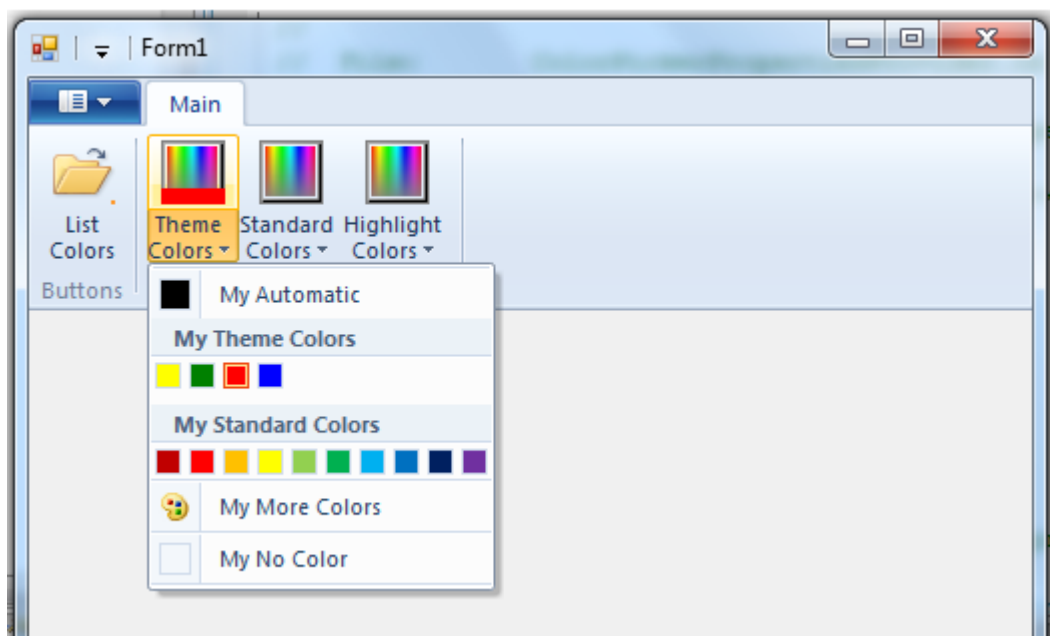 Form1
Main
List
Colors
Theme
Colors
Standard
Colors
Highlight
Colors
Buttons
My Automatic
My Theme Colors
My Standard Colors
My More Colors
My No Color